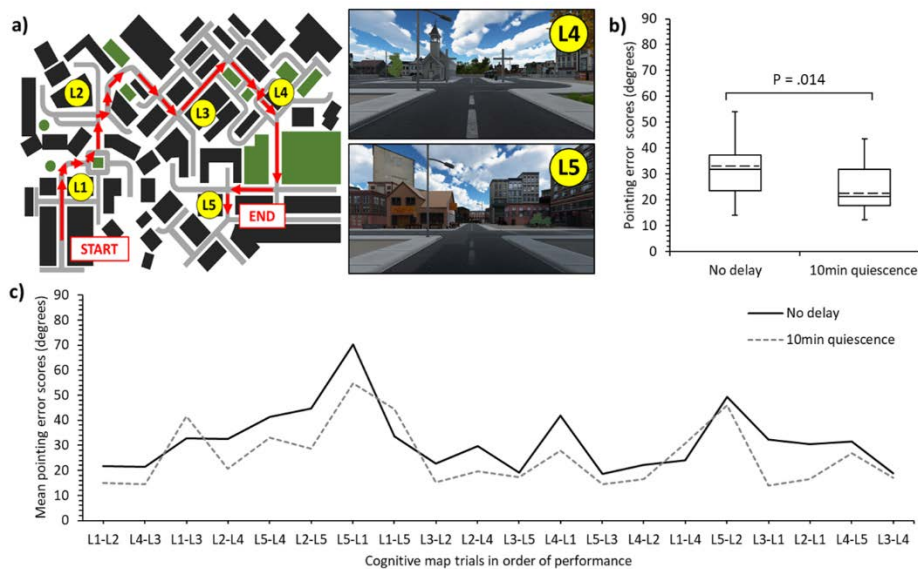 a)
L2
L4
L3
L1
L5
END
START
L4
L5
b)
Pointing error scores (degrees)
90
80
70
60
50
40
30
20
10
0
P = .014
No delay
10min quiescence
c)
Mean pointing error scores (degrees)
90
80
70
60
50
40
30
20
10
0
No delay
10min quiescence
L1-L2 L4-L3 L1-L3 L2-L4 L5-L4 L2-L5 L5-L1 L1-L5 L3-L2 L2-L4 L3-L5 L4-L1 L5-L3 L4-L2 L1-L4 L5-L2 L3-L1 L2-L1 L4-L5 L3-L4
Cognitive map trials in order of performance